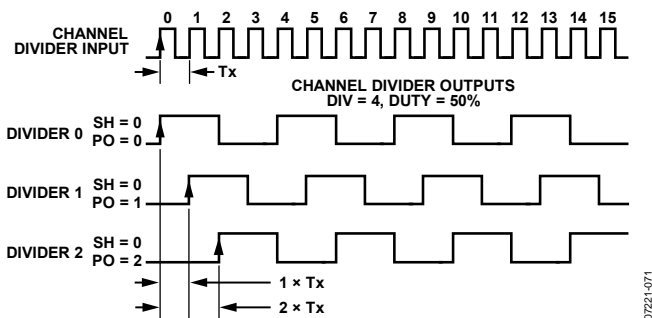 0 1 2 3 4 5 6 7 8 9 10 11 12 13 14 15
CHANNEL
DIVIDER INPUT
Tx
CHANNEL DIVIDER OUTPUTS
DIV = 4, DUTY = 50%
DIVIDER 0
SH = 0
PO = 0
DIVIDER 1
SH = 0
PO = 1
DIVIDER 2
SH = 0
PO = 2
1 × Tx
2 × Tx
07221-071